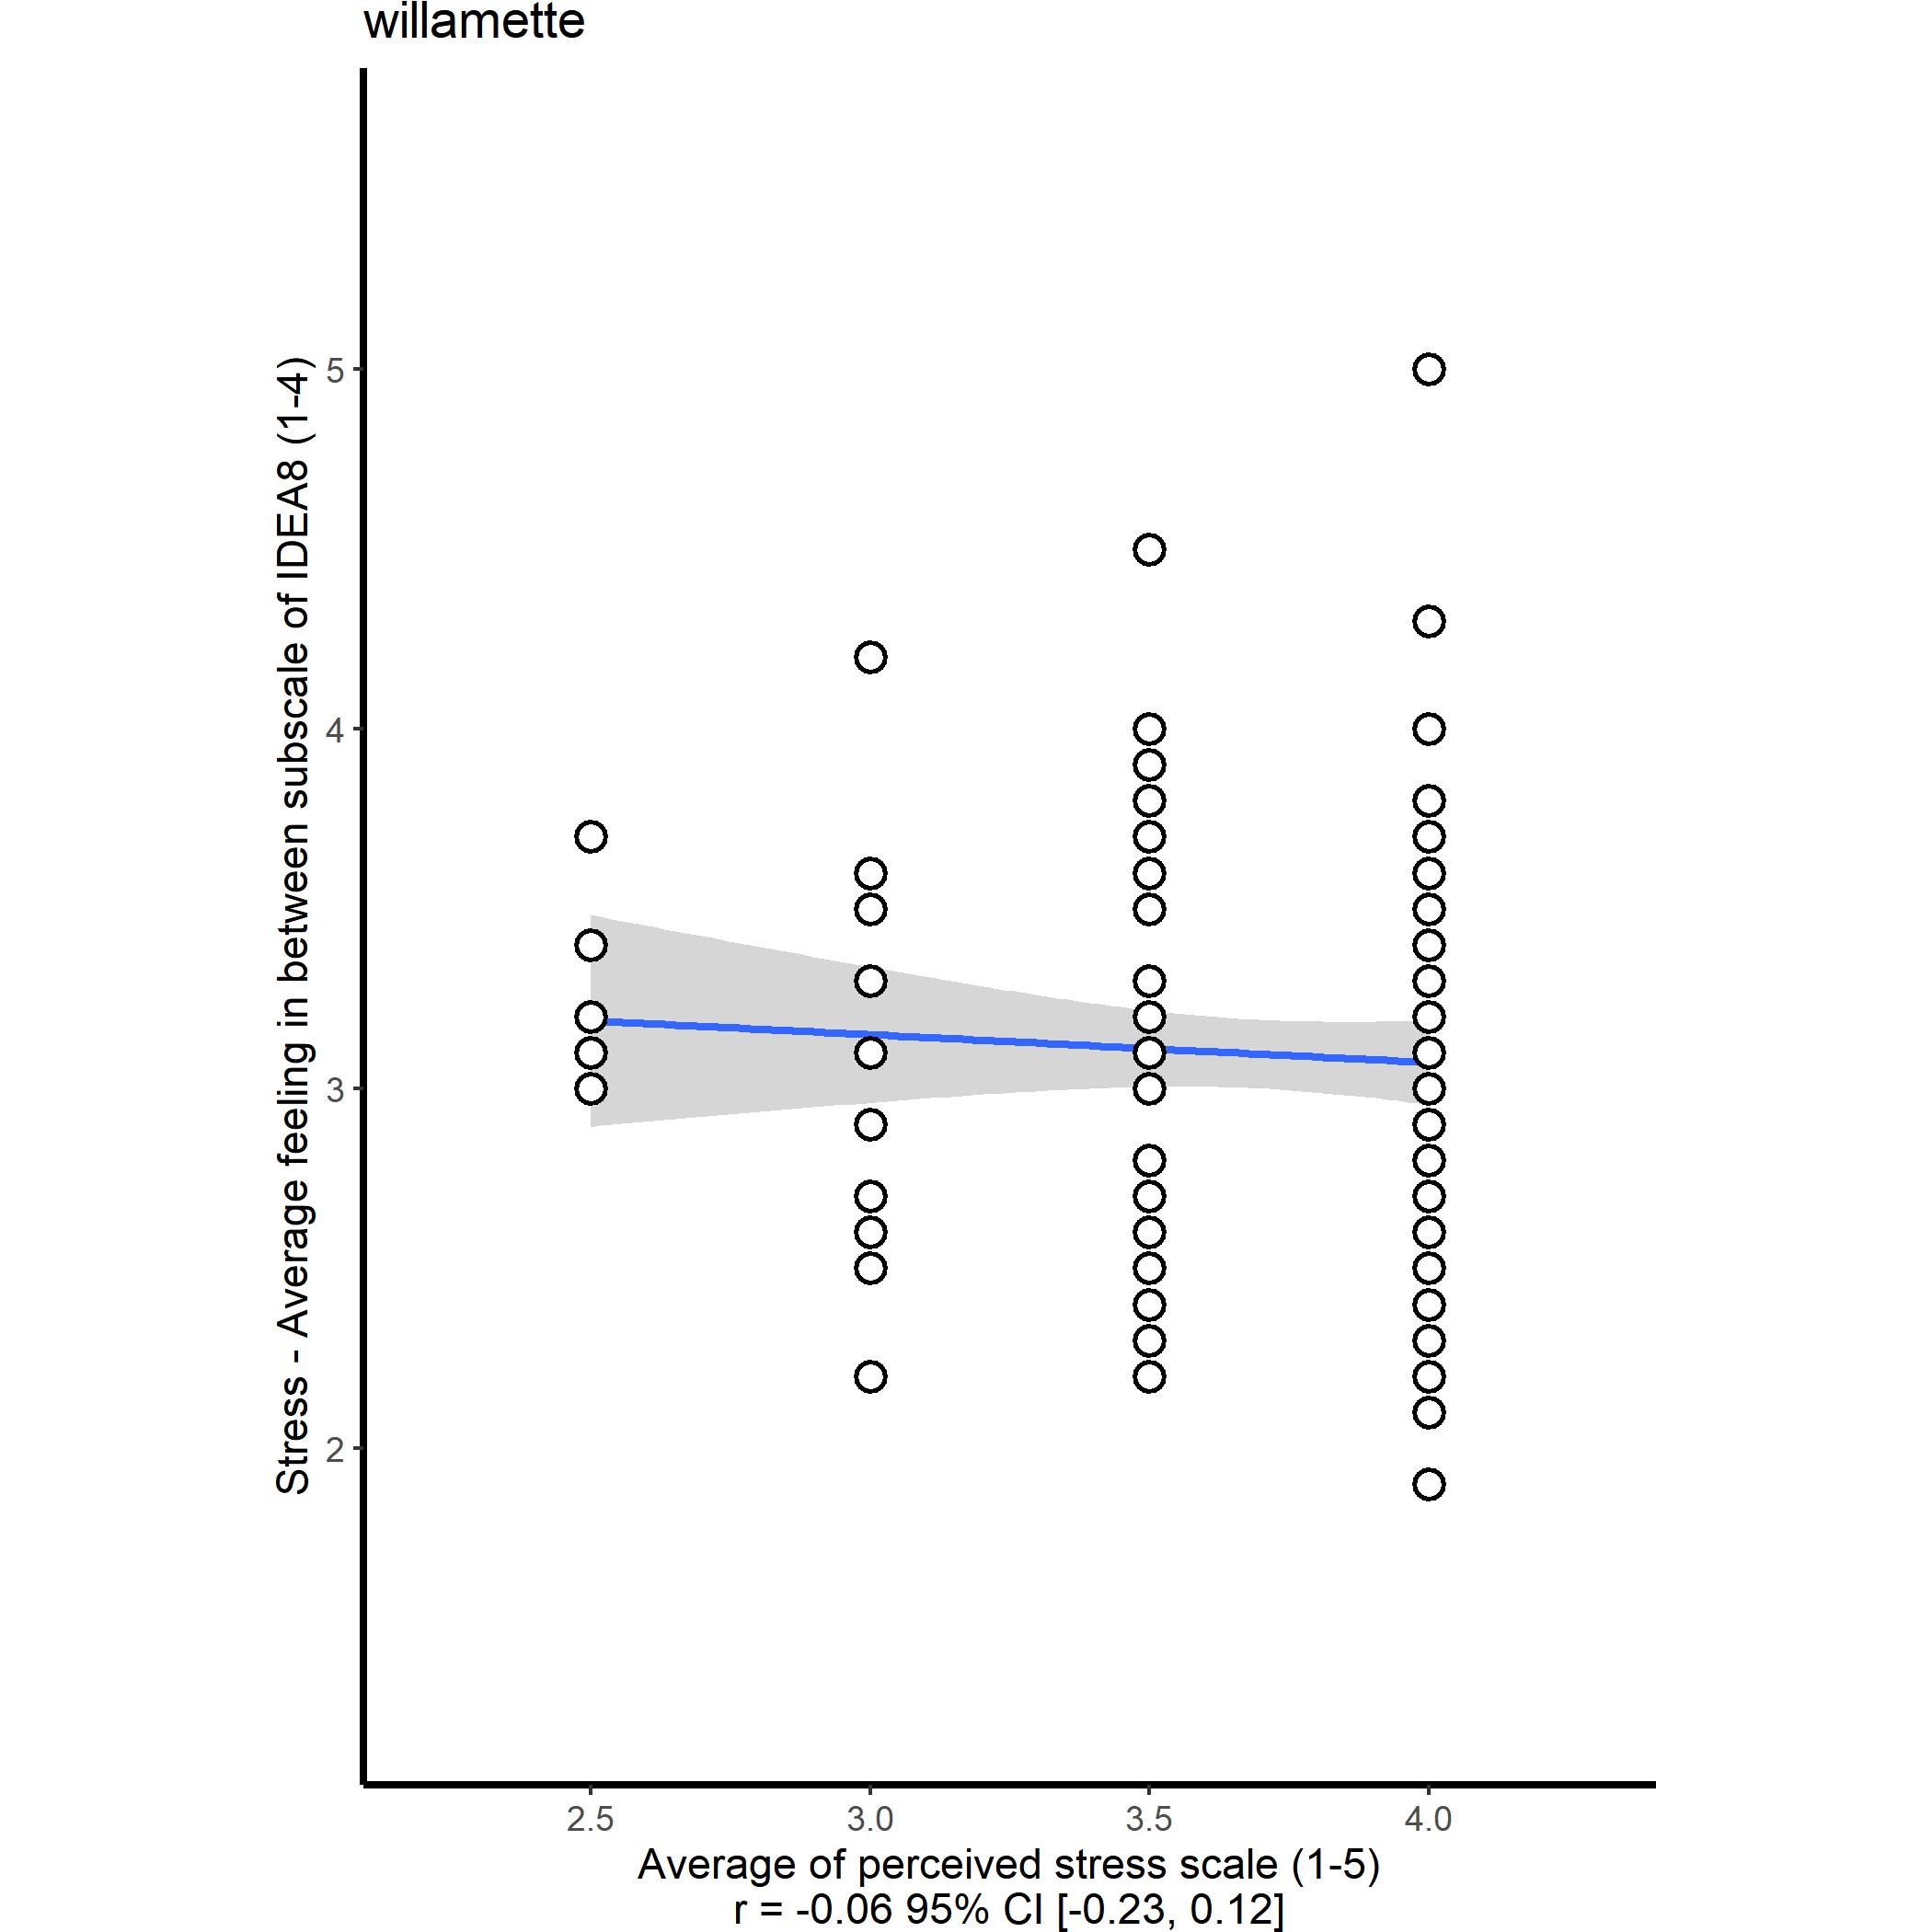 willamette
Stress - Average feeling in between subscale of IDEA8 (1-4)
5
4
3
2
2.5 3.0 3.5 4.0
Average of perceived stress scale (1-5)
r = -0.06 95% CI [-0.23, 0.12]